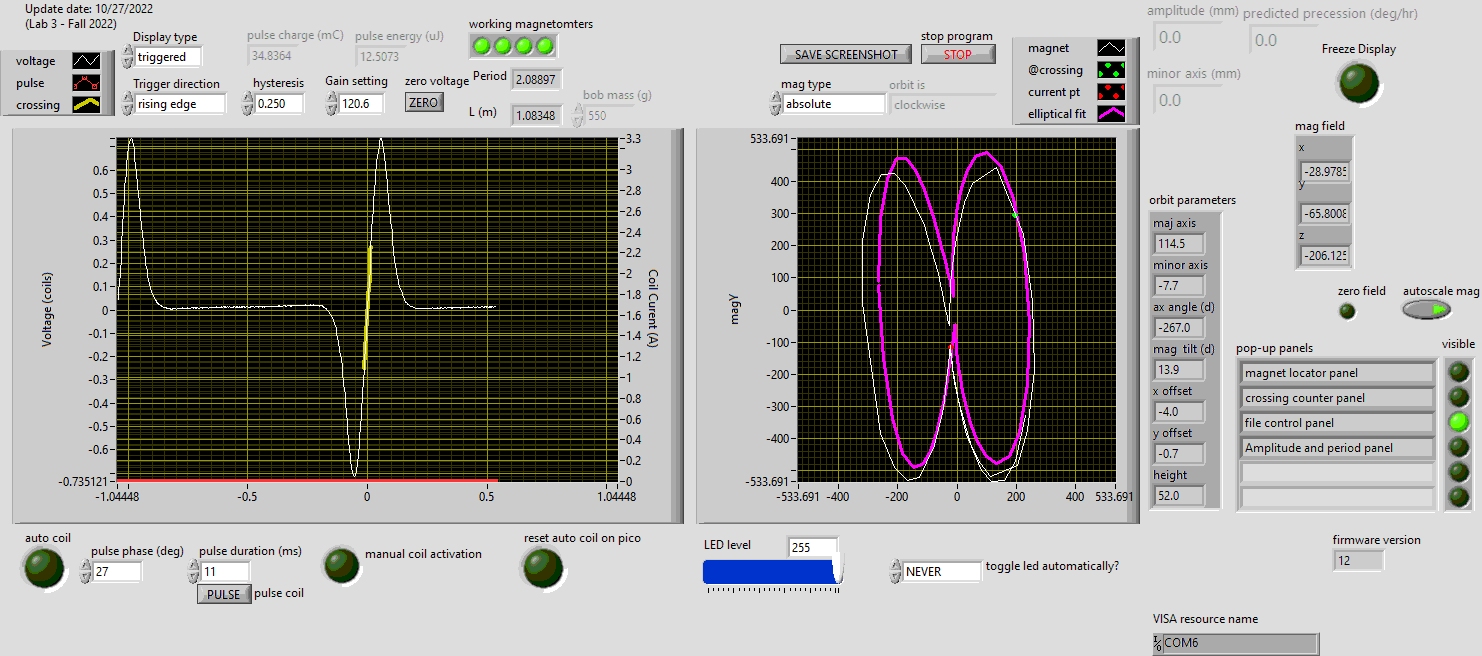 Update date: 10/27/2022
(Lab 3 - Fall 2022)
voltage
pulse
crossing
Display type
triggered
Trigger direction
rising edge
pulse charge (mC)
34.8364
pulse energy (uJ)
12.5073
hysteresis
0.250
Gain setting
120.6
zero voltage
ZERO
working magnetomters
Period
2.08897
L (m)
1.08348
bob mass (g)
550
SAVE SCREENSHOT
stop program
STOP
mag type
absolute
orbit is
clockwise
magnet
@crossing
current pt
elliptical fit
amplitude (mm)
0.0
predicted precession (deg/hr)
0.0
minor axis (mm)
0.0
Freeze Display
Voltage (coils)
0.6
0.5
0.4
0.3
0.2
0.1
0
-0.1
-0.2
-0.3
-0.4
-0.5
-0.6
-0.735121
-1.04448
-0.5
0
0.5
1.04448
3.3
3
2.8
2.6
2.4
2.2
2
1.8
1.6
1.4
1.2
1
0.8
0.6
0.4
0.2
0
Coil Current (A)
magy
533.691
400
300
200
100
0
-100
-200
-300
-400
-533.691
-533.691
-400
-200
0
200
400
533.691
orbit parameters
maj axis
114.5
minor axis
-7.7
ax angle (d)
-267.0
mag tilt (d)
13.9
x offset
-4.0
y offset
-0.7
height
52.0
mag field
x
-28.978
y
-65.800
z
-206.125
zero field
autoscale mag
pop-up panels
visible
magnet locator panel
crossing counter panel
file control panel
Amplitude and period panel
auto coil
pulse phase (deg)
27
pulse duration (ms)
11
PULSE
pulse coil
manual coil activation
reset auto coil on pico
LED level
255
NEVER
toggle led automatically?
firmware version
12
VISA resource name
COM6